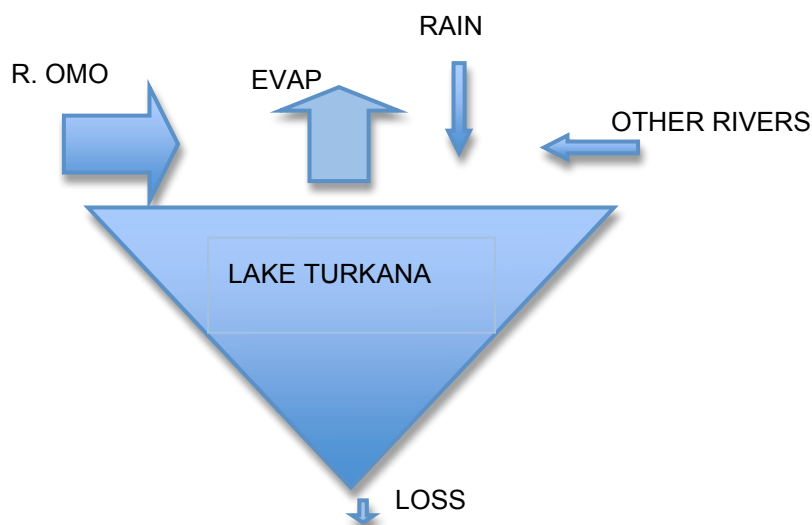 RAIN
R. OMO
EVAP
OTHER RIVERS
LAKE TURKANA
LOSS